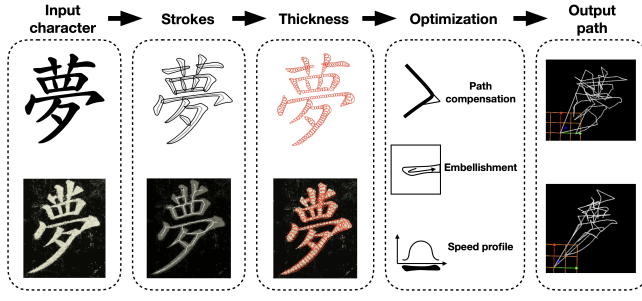 Input
character
Strokes
Thickness
Optimization
Output
path
夢
夢
夢
Path
compensation
Embellishment
Speed profile
夢
夢
夢